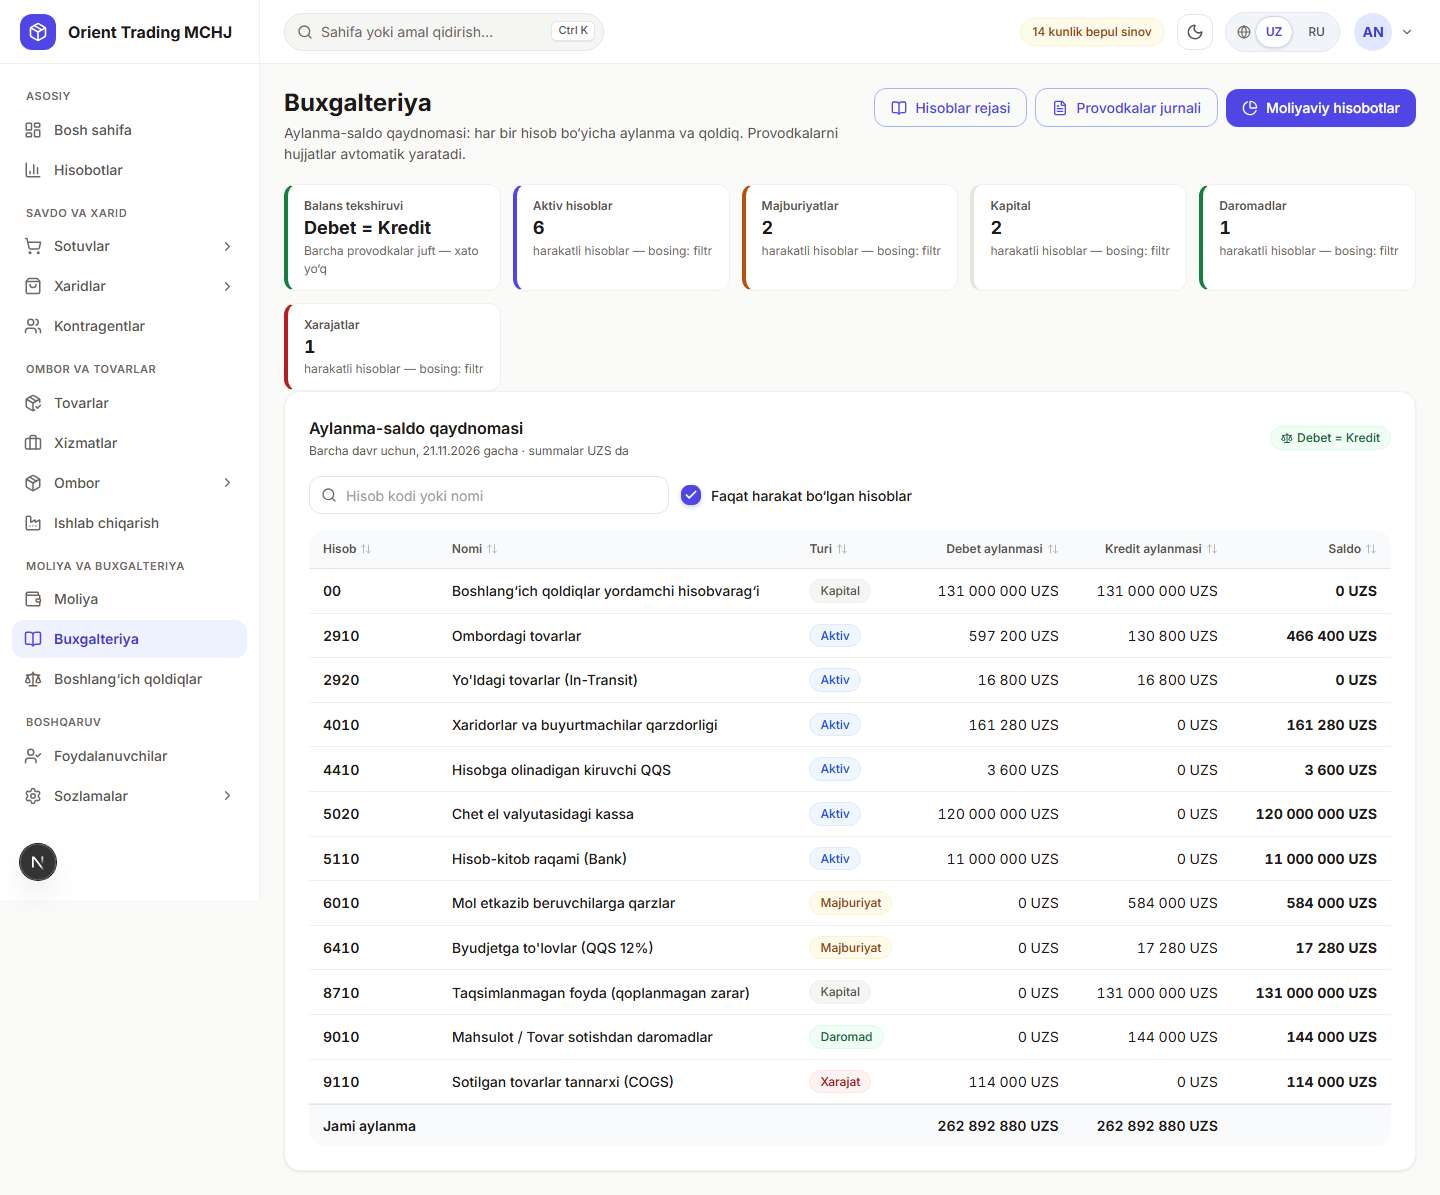 Orient Trading MCHJ
Sahifa yoki amal qidirish...
Ctrl K
14 kunlik bepul sinov
UZ
RU
AN
ASOSIY
Bosh sahifa
Hisobotlar
SAVDO VA XARID
Sotuvlar
Xaridlar
Kontragentlar
OMBOR VA TOVARLAR
Tovarlar
Xizmatlar
Ombor
Ishlab chiqarish
MOLIYA VA BUXGALTERIYA
Moliya
Buxgalteriya
Boshlangʻich qoldiqlar
BOSHQARUV
Foydalanuvchilar
Sozlamalar
N
Buxgalteriya
Aylanma-saldo qaydnomasi: har bir hisob boʻyicha aylanma va qoldiq. Provodkalarni
hujjatlar avtomatik yaratadi.
Hisoblar rejasi
Provodkalar jurnali
Moliyaviy hisobotlar
Balans tekshiruvi
Debet = Kredit
Barcha provodkalar juft — xato
yoʻq
Aktiv hisoblar
6
harakatli hisoblar — bosing: filtr
Majburiyatlar
2
harakatli hisoblar — bosing: filtr
Kapital
2
harakatli hisoblar — bosing: filtr
Daromadlar
1
harakatli hisoblar — bosing: filtr
Xarajatlar
1
harakatli hisoblar — bosing: filtr
Aylanma-saldo qaydnomasi
Barcha davr uchun, 21.11.2026 gacha · summalar UZS da
Debet = Kredit
Hisob kodi yoki nomi
Faqat harakat boʻlgan hisoblar
Hisob Nomi Turi Debet aylanmasi Kredit aylanmasi Saldo
00 Boshlangʻich qoldiqlar yordamchi hisobvaragʻi Kapital 131 000 000 UZS 131 000 000 UZS 0 UZS
2910 Ombordagi tovarlar Aktiv 597 200 UZS 130 800 UZS 466 400 UZS
2920 Yo'ldagi tovarlar (In-Transit) Aktiv 16 800 UZS 16 800 UZS 0 UZS
4010 Xaridorlar va buyurtmachilar qarzdorligi Aktiv 161 280 UZS 0 UZS 161 280 UZS
4410 Hisobga olinadigan kiruvchi QQS Aktiv 3 600 UZS 0 UZS 3 600 UZS
5020 Chet el valyutasidagi kassa Aktiv 120 000 000 UZS 0 UZS 120 000 000 UZS
5110 Hisob-kitob raqami (Bank) Aktiv 11 000 000 UZS 0 UZS 11 000 000 UZS
6010 Mol etkazib beruvchilarga qarzlar Majburiyat 0 UZS 584 000 UZS 584 000 UZS
6410 Byudjetga to'lovlar (QQS 12%) Majburiyat 0 UZS 17 280 UZS 17 280 UZS
8710 Taqsimlanmagan foyda (qoplanmagan zarar) Kapital 0 UZS 131 000 000 UZS 131 000 000 UZS
9010 Mahsulot / Tovar sotishdan daromadlar Daromad 0 UZS 144 000 UZS 144 000 UZS
9110 Sotilgan tovarlar tannarxi (COGS) Xarajat 114 000 UZS 0 UZS 114 000 UZS
Jami aylanma 262 892 880 UZS 262 892 880 UZS